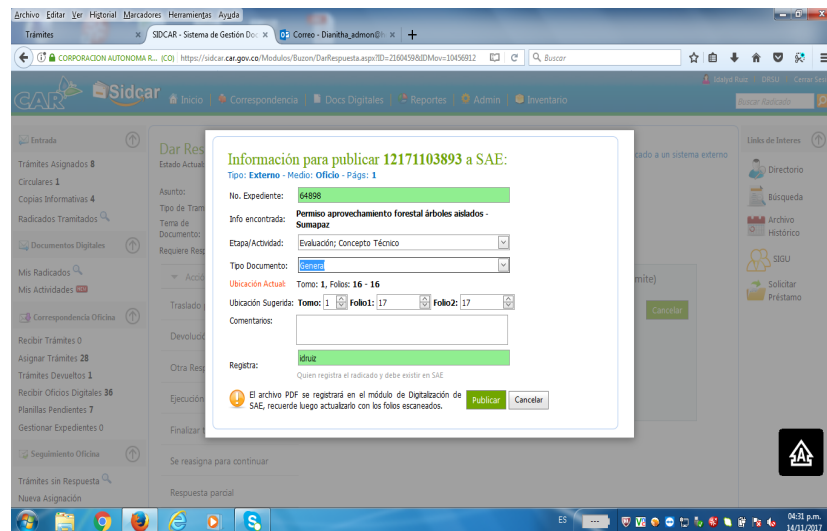 Archivo Editar Ver Historial Marcadores Herramientas Ayuda
Trámites
SIDCAR - Sistema de Gestión Doc
Correo - Dianitha_admon@h
CORPORACION AUTONOMA R... (CO)
https://sidcar.car.gov.co/Modulos/Buzon/DarRespuesta.aspx?ID=2160459&IDMov=10456912
Buscar
CAR
Sidcar
Inicio
Correspondencia
Docs Digitales
Reportes
Admin
Inventario
Ruiz
DRSU
Cerrar Ses
Buscar Radicado
Entrada
Trámites Asignados 8
Circulares 1
Copias Informativas 4
Radicados Tramitados
Documentos Digitales
Mis Radicados
Mis Actividades
Correspondencia Oficina
Recibir Trámites 0
Asignar Trámites 28
Trámites Devueltos 1
Recibir Oficios Digitales 36
Planillas Pendientes 7
Gestionar Expedientes 0
Seguimiento Oficina
Trámites sin Respuesta
Nueva Asignación
Dar Res
Estado Actual:
Asunto:
Tipo de Tram
Tema de
Documento:
Requiere Resp
Acció
Traslado
Devolució
Otra Resp
Ejecución
Finalizar t
Se reasigna para continuar
Respuesta parcial
Información para publicar 12171103893 a SAE:
Tipo: Externo - Medio: Oficio - Págs: 1
No. Expediente: 64898
Info encontrada: Permiso aprovechamiento forestal árboles aislados -
Sumapaz
Etapa/Actividad: Evaluación; Concepto Técnico
Tipo Documento: General
Ubicación Actual: Tomo: 1, Folios: 16 - 16
Ubicación Sugerida: Tomo: 1 Folio1: 17 Folio2: 17
Comentarios:
Registra: idruiz
Quien registra el radicado y debe existir en SAE
El archivo PDF se registrará en el módulo de Digitalización de
SAE, recuerde luego actualizarlo con los folios escaneados.
Publicar
Cancelar
cado a un sistema externo
mite)
Cancelar
Links de Interes
Directorio
Búsqueda
Archivo
Histórico
SIGU
Solicitar
Préstamo
ES
04:31 p.m.
14/11/2017